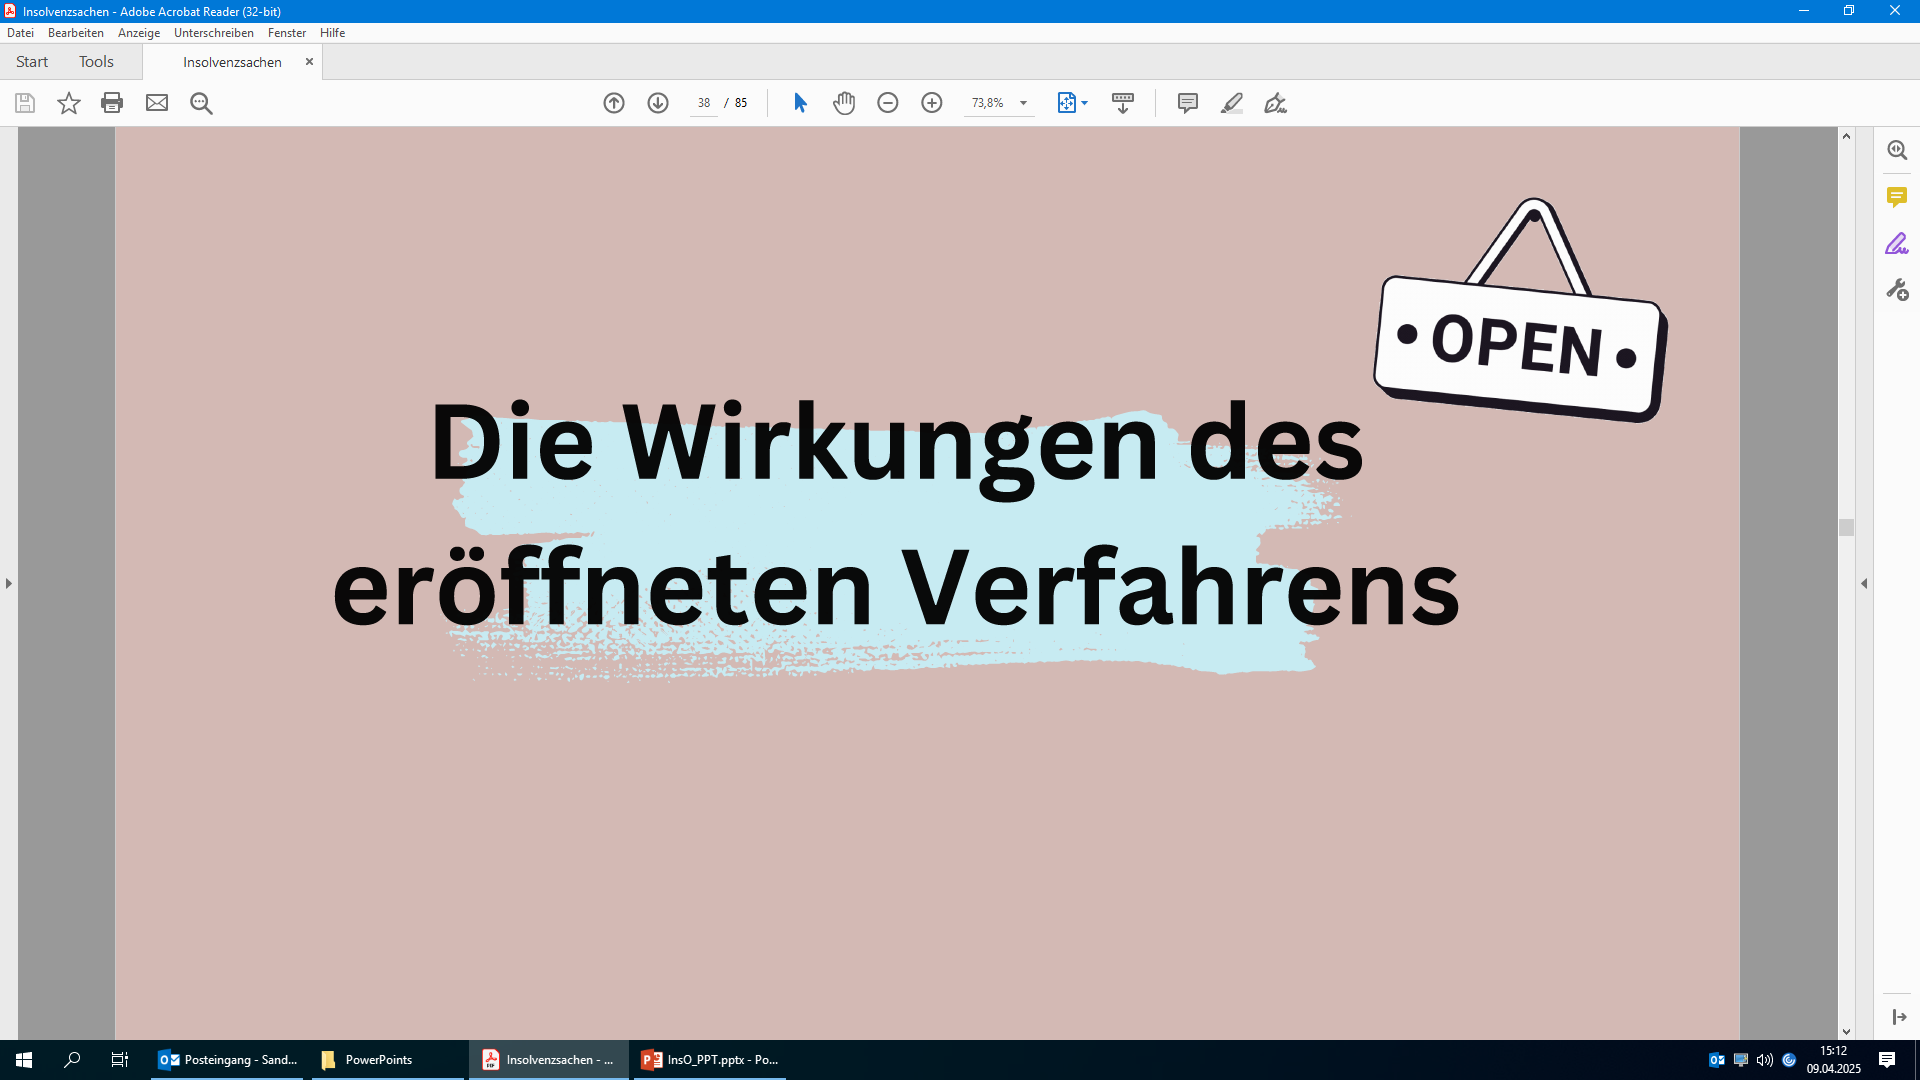 Insolvenzsachen - Adobe Acrobat Reader (32-bit)
Datei Bearbeiten Anzeige Unterschreiben Fenster Hilfe
Start Tools Insolvenzsachen
38 / 85 73,8%
OPEN
Die Wirkungen des
eröffneten Verfahrens
Posteingang - Sand... PowerPoints Insolvenzsachen - ... InsO_PPT.pptx - Po...
15:12
09.04.2025